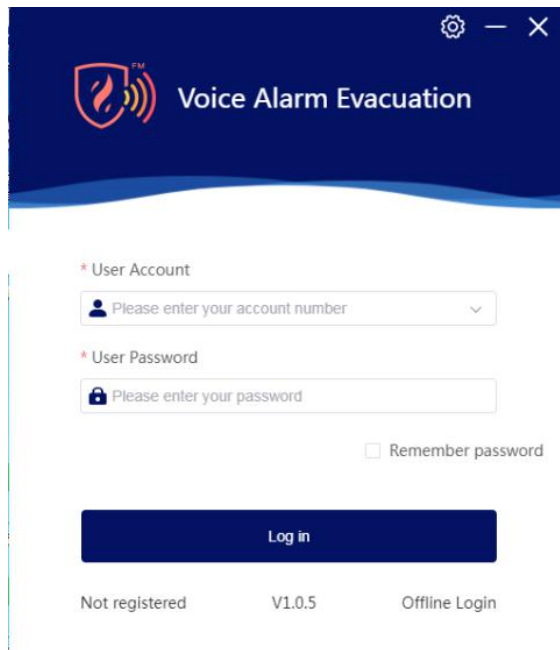 FM
Voice Alarm Evacuation
* User Account
Please enter your account number
* User Password
Please enter your password
Remember password
Log in
Not registered V1.0.5 Offline Login